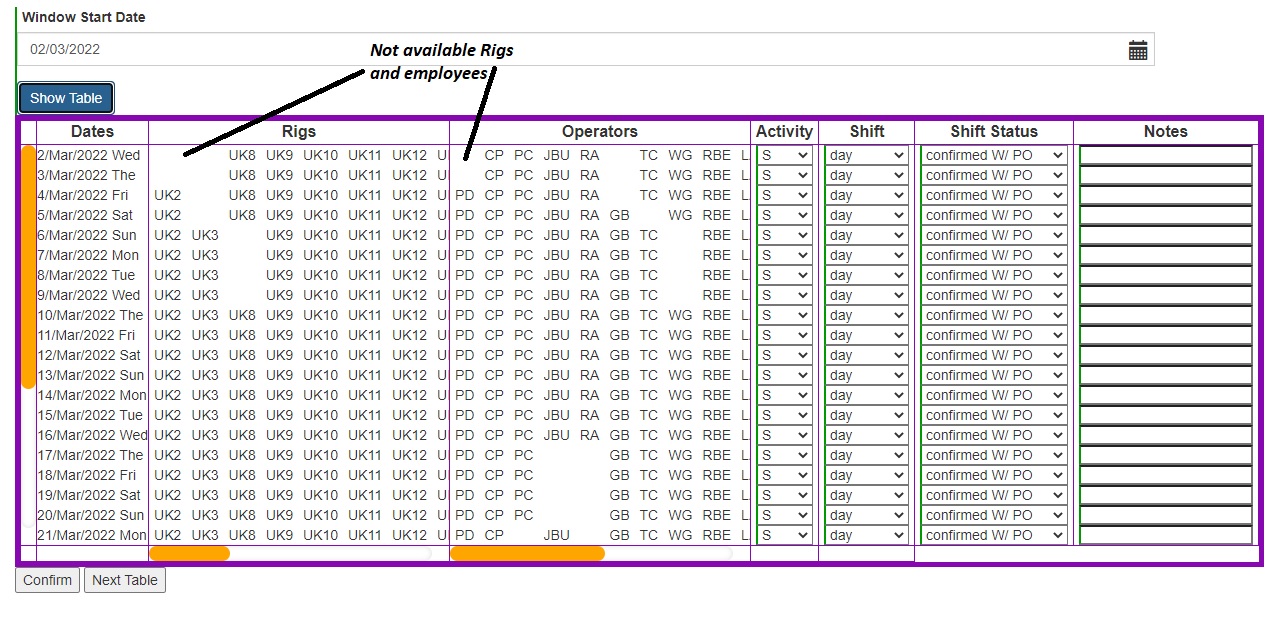 Window Start Date
02/03/2022
Not available Rigs
and employees
Show Table
Dates Rigs Operators Activity Shift Shift Status Notes
2/Mar/2022 Wed UK8 UK9 UK10 UK11 UK12 CP PC JBU RA TC WG RBE S day confirmed W/ PO
3/Mar/2022 The UK8 UK9 UK10 UK11 UK12 CP PC JBU RA TC WG RBE S day confirmed W/ PO
4/Mar/2022 Fri UK2 UK8 UK9 UK10 UK11 UK12 PD CP PC JBU RA TC WG RBE S day confirmed W/ PO
5/Mar/2022 Sat UK2 UK8 UK9 UK10 UK11 UK12 PD CP PC JBU RA GB WG RBE S day confirmed W/ PO
6/Mar/2022 Sun UK2 UK3 UK9 UK10 UK11 UK12 PD CP PC JBU RA GB TC RBE S day confirmed W/ PO
7/Mar/2022 Mon UK2 UK3 UK9 UK10 UK11 UK12 PD CP PC JBU RA GB TC RBE S day confirmed W/ PO
8/Mar/2022 Tue UK2 UK3 UK9 UK10 UK11 UK12 PD CP PC JBU RA GB TC RBE S day confirmed W/ PO
9/Mar/2022 Wed UK2 UK3 UK9 UK10 UK11 UK12 PD CP PC JBU RA GB TC RBE S day confirmed W/ PO
10/Mar/2022 The UK2 UK3 UK8 UK9 UK10 UK11 UK12 PD CP PC JBU RA GB TC WG RBE S day confirmed W/ PO
11/Mar/2022 Fri UK2 UK3 UK8 UK9 UK10 UK11 UK12 PD CP PC JBU RA GB TC WG RBE S day confirmed W/ PO
12/Mar/2022 Sat UK2 UK3 UK8 UK9 UK10 UK11 UK12 PD CP PC JBU RA GB TC WG RBE S day confirmed W/ PO
13/Mar/2022 Sun UK2 UK3 UK8 UK9 UK10 UK11 UK12 PD CP PC JBU RA GB TC WG RBE S day confirmed W/ PO
14/Mar/2022 Mon UK2 UK3 UK8 UK9 UK10 UK11 UK12 PD CP PC JBU RA GB TC WG RBE S day confirmed W/ PO
15/Mar/2022 Tue UK2 UK3 UK8 UK9 UK10 UK11 UK12 PD CP PC JBU RA GB TC WG RBE S day confirmed W/ PO
16/Mar/2022 Wed UK2 UK3 UK8 UK9 UK10 UK11 UK12 PD CP PC JBU RA GB TC WG RBE S day confirmed W/ PO
17/Mar/2022 The UK2 UK3 UK8 UK9 UK10 UK11 UK12 PD CP PC GB TC WG RBE S day confirmed W/ PO
18/Mar/2022 Fri UK2 UK3 UK8 UK9 UK10 UK11 UK12 PD CP PC GB TC WG RBE S day confirmed W/ PO
19/Mar/2022 Sat UK2 UK3 UK8 UK9 UK10 UK11 UK12 PD CP PC GB TC WG RBE S day confirmed W/ PO
20/Mar/2022 Sun UK2 UK3 UK8 UK9 UK10 UK11 UK12 PD CP PC GB TC WG RBE S day confirmed W/ PO
21/Mar/2022 Mon UK2 UK3 UK8 UK9 UK10 UK11 UK12 PD CP JBU GB TC WG RBE S day confirmed W/ PO
Confirm Next Table